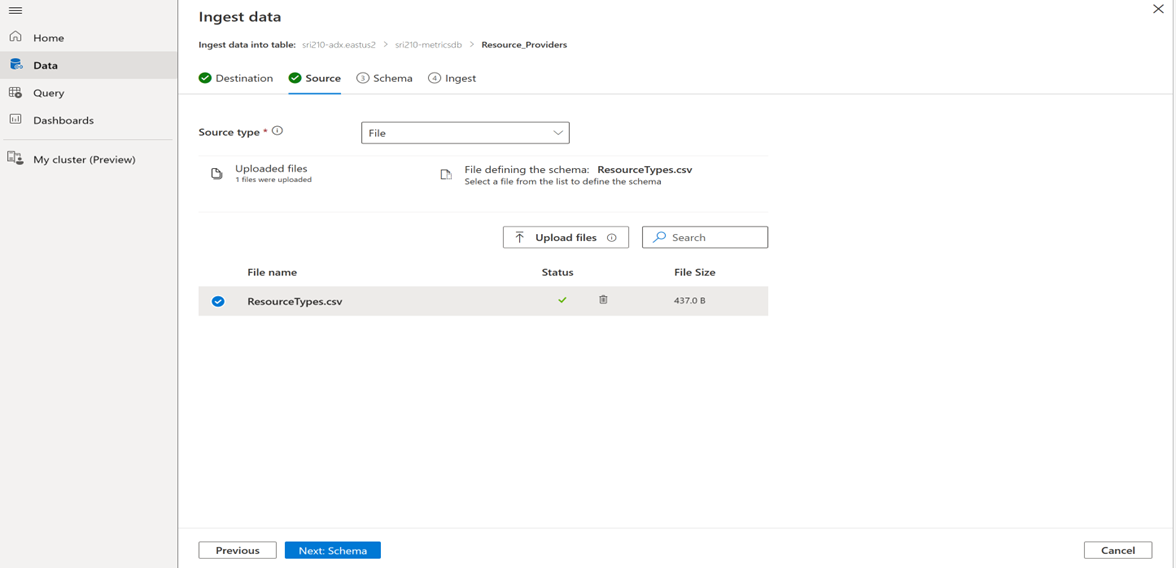 Ingest data
Home
Ingest data into table: sri210-adx.eastus2 > sri210-metricsdb > Resource_Providers
Data
Destination Source 3 Schema 4 Ingest
Query
Dashboards
Source type * File
My cluster (Preview)
Uploaded files
1 files were uploaded
File defining the schema: ResourceTypes.csv
Select a file from the list to define the schema
Upload files Search
File name Status File Size
ResourceTypes.csv 437.0 B
Previous Next: Schema Cancel